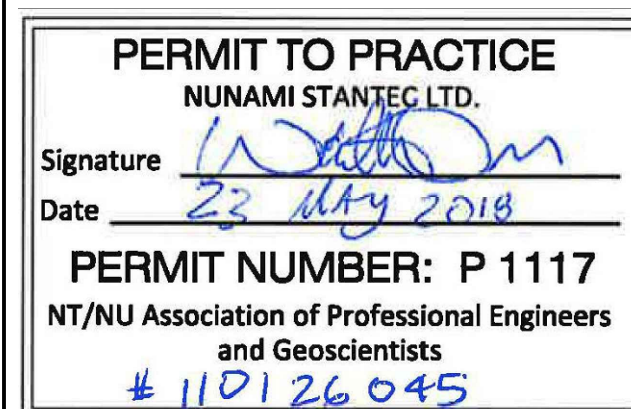 PERMIT TO PRACTICE
NUNAMI STANTEC LTD.
Signature
Date 23 MAY 2018
PERMIT NUMBER: P 1117
NT/NU Association of Professional Engineers
and Geoscientists
# 110126045